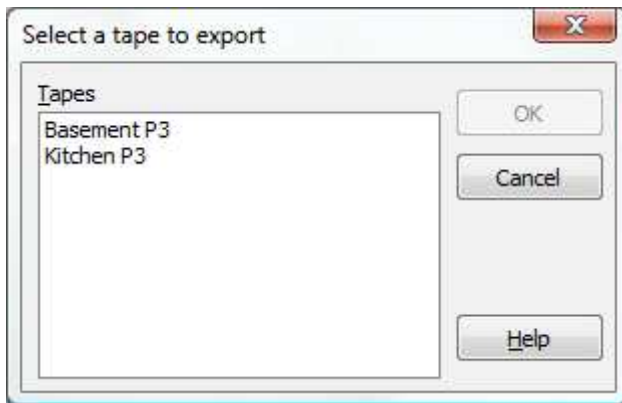 Select a tape to export
Tapes
Basement P3
Kitchen P3
OK
Cancel
Help